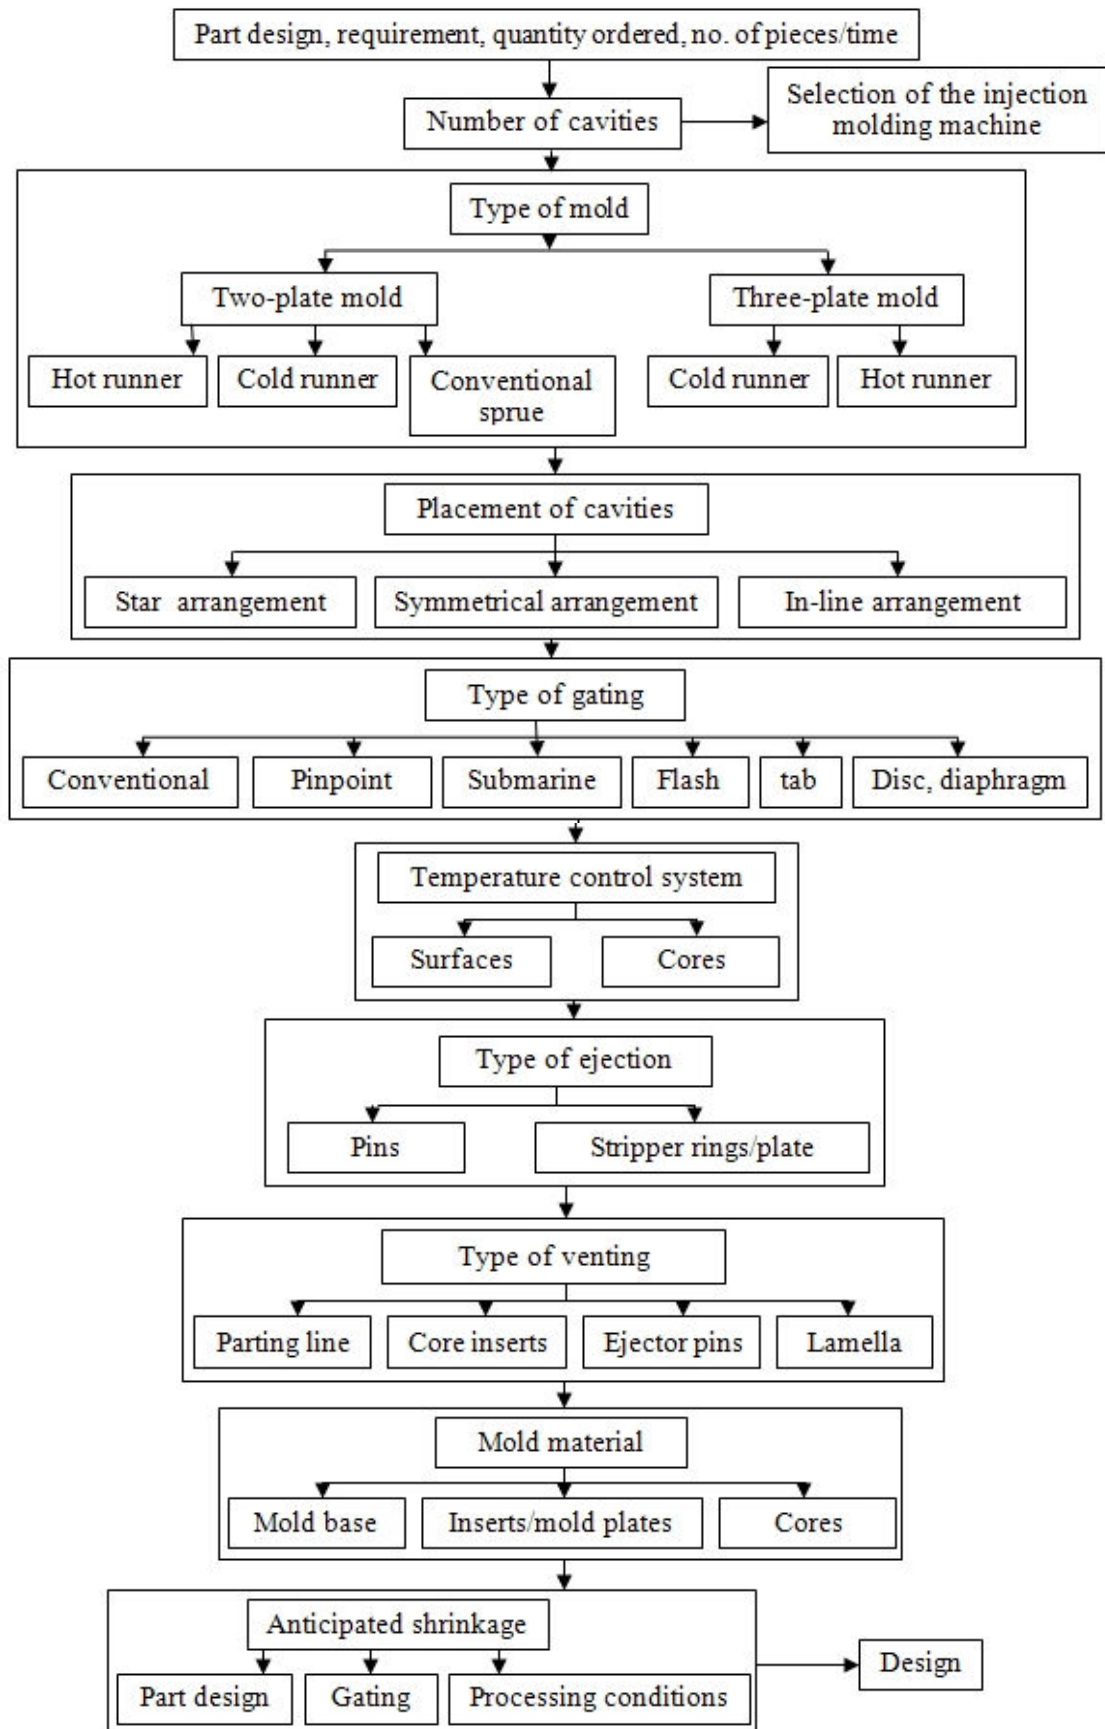 Part design, requirement, quantity ordered, no. of pieces/time
Number of cavities
Selection of the injection
molding machine
Type of mold
Two-plate mold
Three-plate mold
Hot runner
Cold runner
Conventional
sprue
Cold runner
Hot runner
Placement of cavities
Star arrangement
Symmetrical arrangement
In-line arrangement
Type of gating
Conventional
Pinpoint
Submarine
Flash
tab
Disc, diaphragm
Temperature control system
Surfaces
Cores
Type of ejection
Pins
Stripper rings/plate
Type of venting
Parting line
Core inserts
Ejector pins
Lamella
Mold material
Mold base
Inserts/mold plates
Cores
Anticipated shrinkage
Part design
Gating
Processing conditions
Design